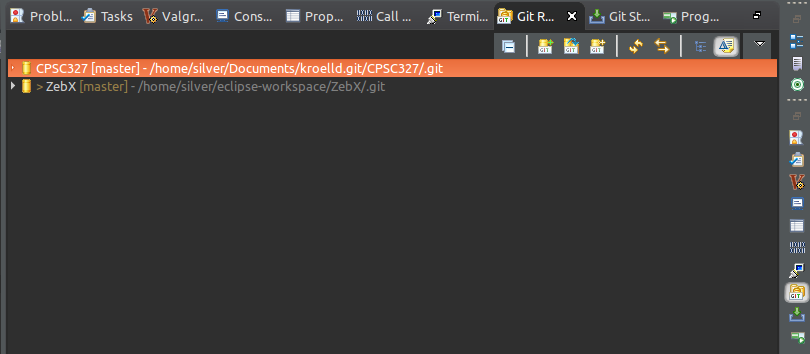 Probl... Tasks Valgr... Cons... Prop... Call ... Termi... Git R... Git St... Prog...
CPSC327 [master] - /home/silver/Documents/kroelld.git/CPSC327/.git
> ZebX [master] - /home/silver/eclipse-workspace/ZebX/.git